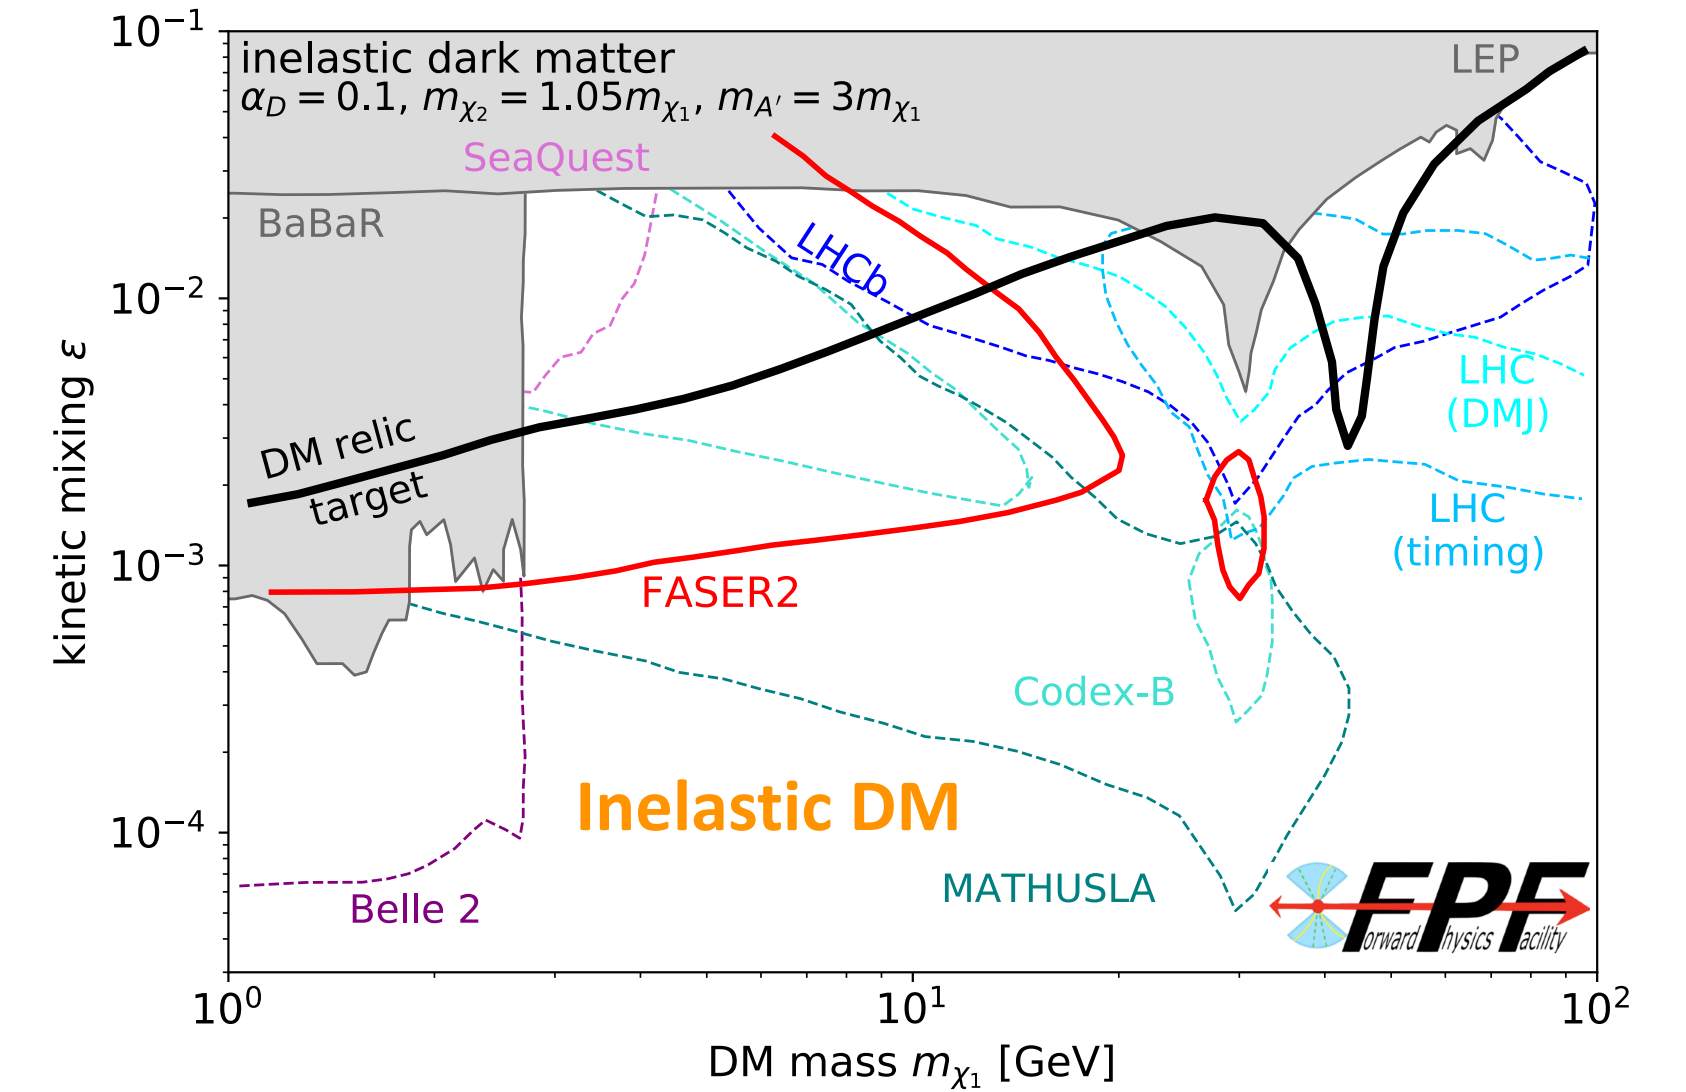 inelastic dark matter
α_D = 0.1, m_χ₂ = 1.05m_χ₁, m_A′ = 3m_χ₁
LEP
SeaQuest
BaBaR
LHCb
DM relic
target
LHC
(DMJ)
LHC
(timing)
FASER2
Codex-B
Inelastic DM
MATHUSLA
Belle 2
FPF
Forward Physics Facility
kinetic mixing ε
10⁻¹
10⁻²
10⁻³
10⁻⁴
10⁰
10¹
10²
DM mass m_χ₁ [GeV]